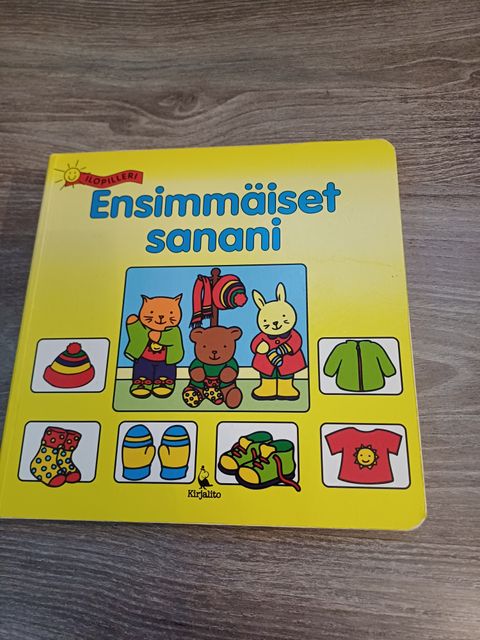 ILOPILLERI
Ensimmäiset
sanani
Kirjalito